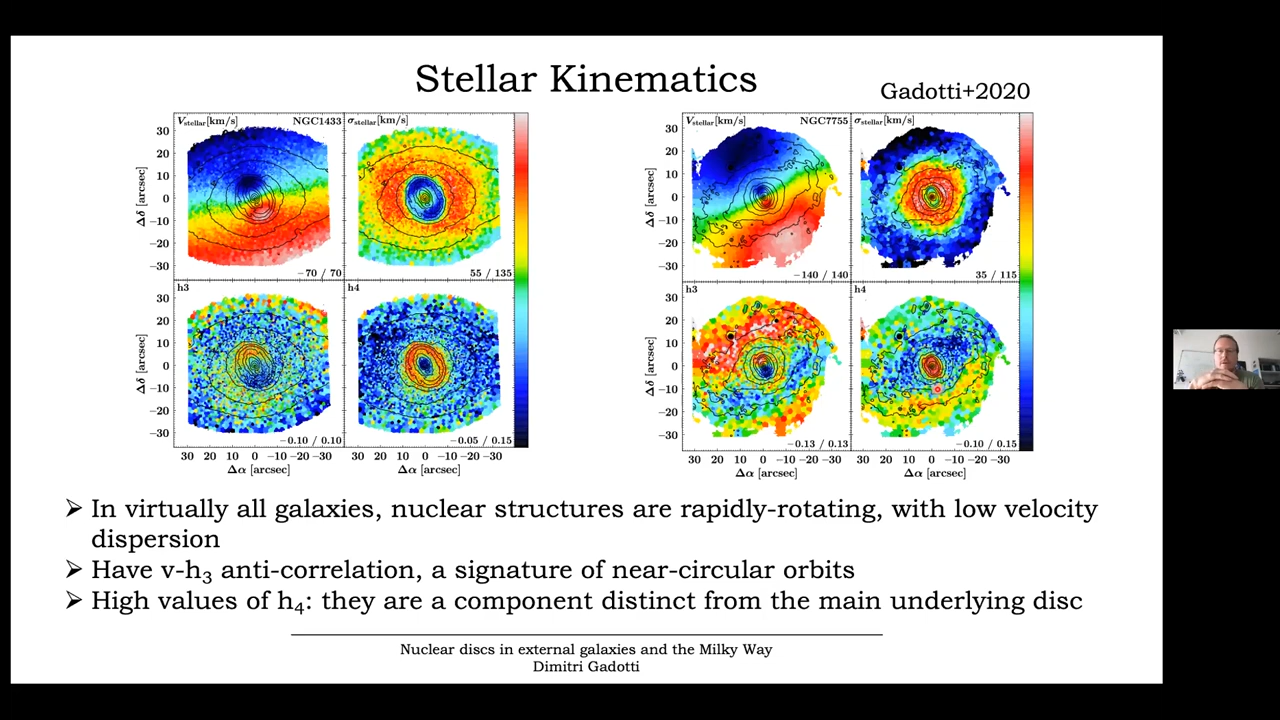 Stellar Kinematics
Gadotti+2020
Vstellar[km/s] NGC1433 σstellar[km/s]
30
20
10
0
−10
−20
−30
Δδ [arcsec]
−70 / 70
55 / 135
h3
h4
30
20
10
0
−10
−20
−30
Δδ [arcsec]
−0.10 / 0.10
−0.05 / 0.15
30 20 10 0 −10 −20 −30
30 20 10 0 −10 −20 −30
Δα [arcsec]
Δα [arcsec]
Vstellar[km/s] NGC7755 σstellar[km/s]
30
20
10
0
−10
−20
−30
Δδ [arcsec]
−140 / 140
35 / 115
h3
h4
30
20
10
0
−10
−20
−30
Δδ [arcsec]
−0.13 / 0.13
−0.10 / 0.15
30 20 10 0 −10 −20 −30
30 20 10 0 −10 −20 −30
Δα [arcsec]
Δα [arcsec]
➢ In virtually all galaxies, nuclear structures are rapidly-rotating, with low velocity
dispersion
➢ Have v-h₃ anti-correlation, a signature of near-circular orbits
➢ High values of h₄: they are a component distinct from the main underlying disc
Nuclear discs in external galaxies and the Milky Way
Dimitri Gadotti